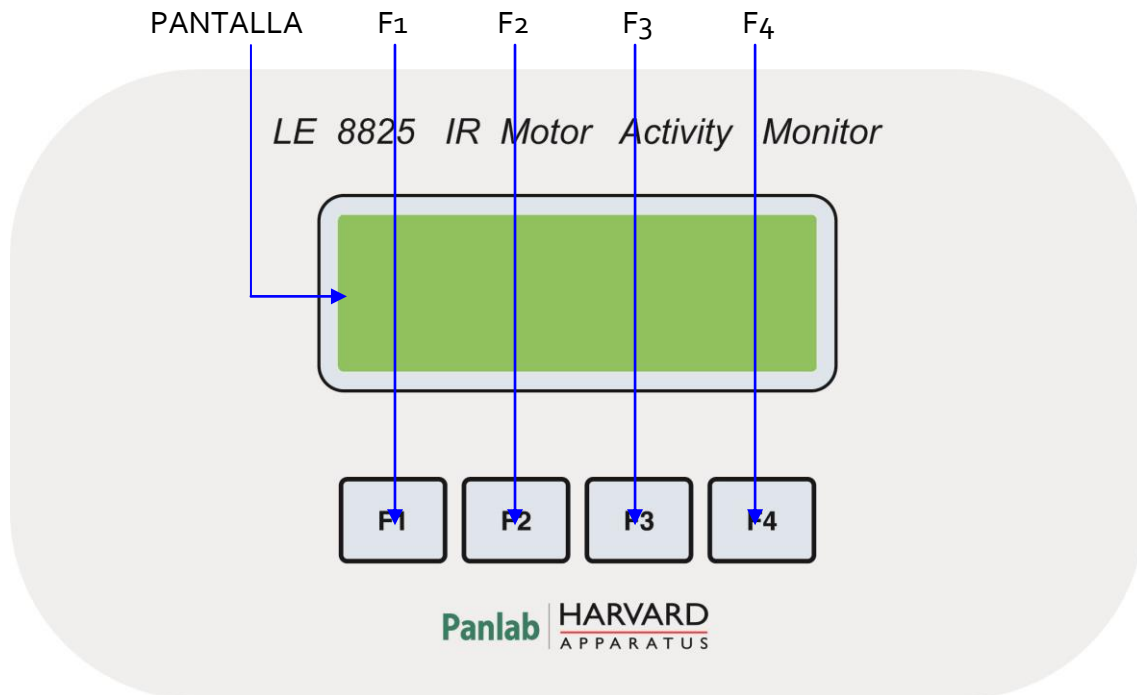 PANTALLA F1 F2 F3 F4
LE 8825 IR Motor Activity Monitor
F1 F2 F3 F4
Panlab HARVARD
APPARATUS